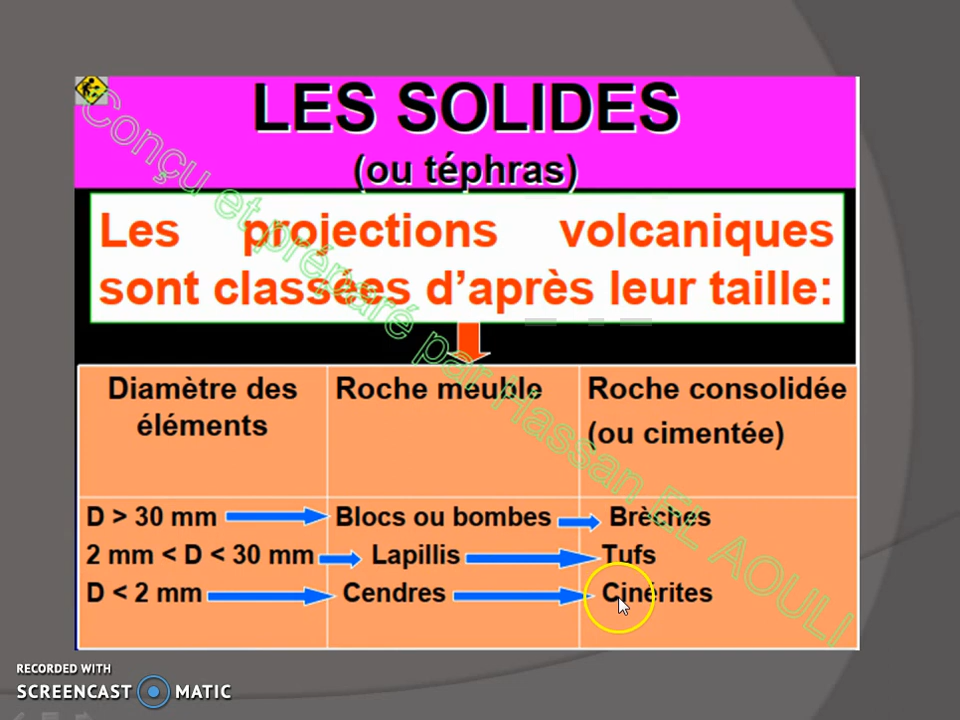 LES SOLIDES
(ou téphras)
Les projections volcaniques
sont classées d'après leur taille:
Diamètre des éléments
Roche meuble
Roche consolidée
(ou cimentée)
D > 30 mm Blocs ou bombes Brèches
2 mm < D < 30 mm Lapillis Tufs
D < 2 mm Cendres Cinérites
Conçu et préparé par Hassan EL AOULI
RECORDED WITH
SCREENCAST MATIC